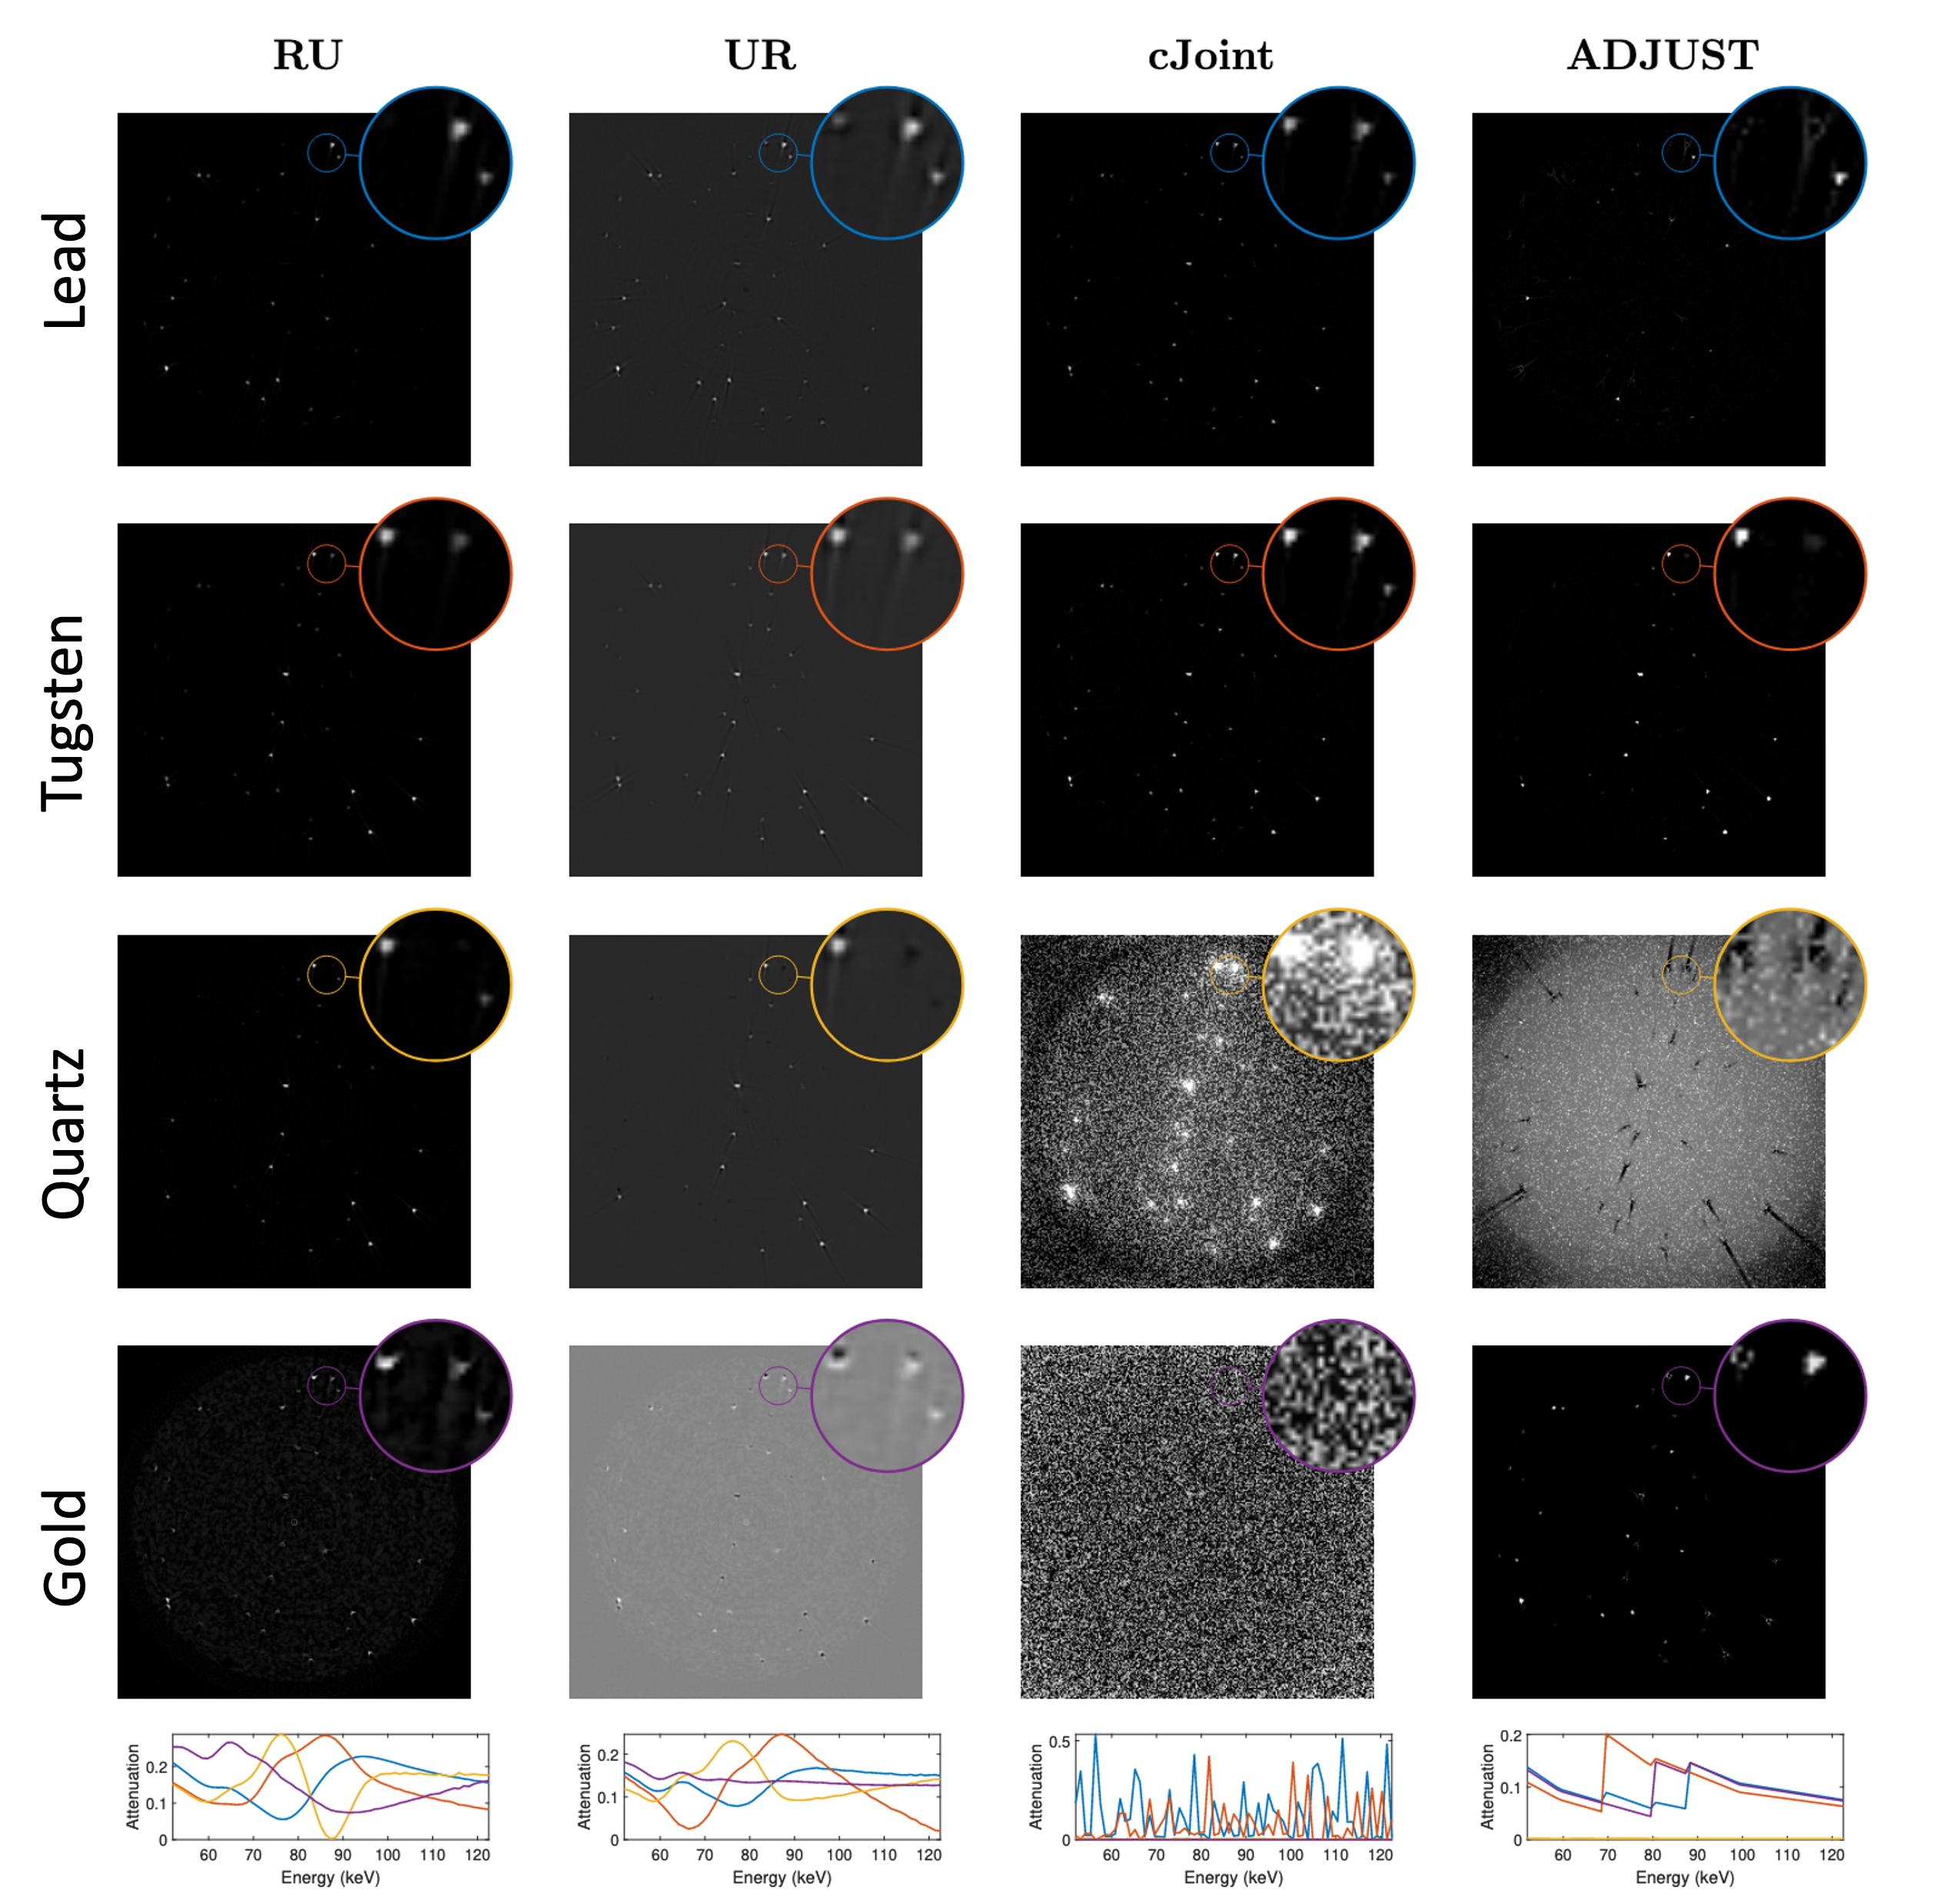 RU UR cJoint ADJUST
Lead
Tugsten
Quartz
Gold
Attenuation
0.2
0.1
0
60 70 80 90 100 110 120
Energy (keV)
Attenuation
0.2
0.1
0
60 70 80 90 100 110 120
Energy (keV)
Attenuation
0.5
0
60 70 80 90 100 110 120
Energy (keV)
Attenuation
0.2
0.1
0
60 70 80 90 100 110 120
Energy (keV)